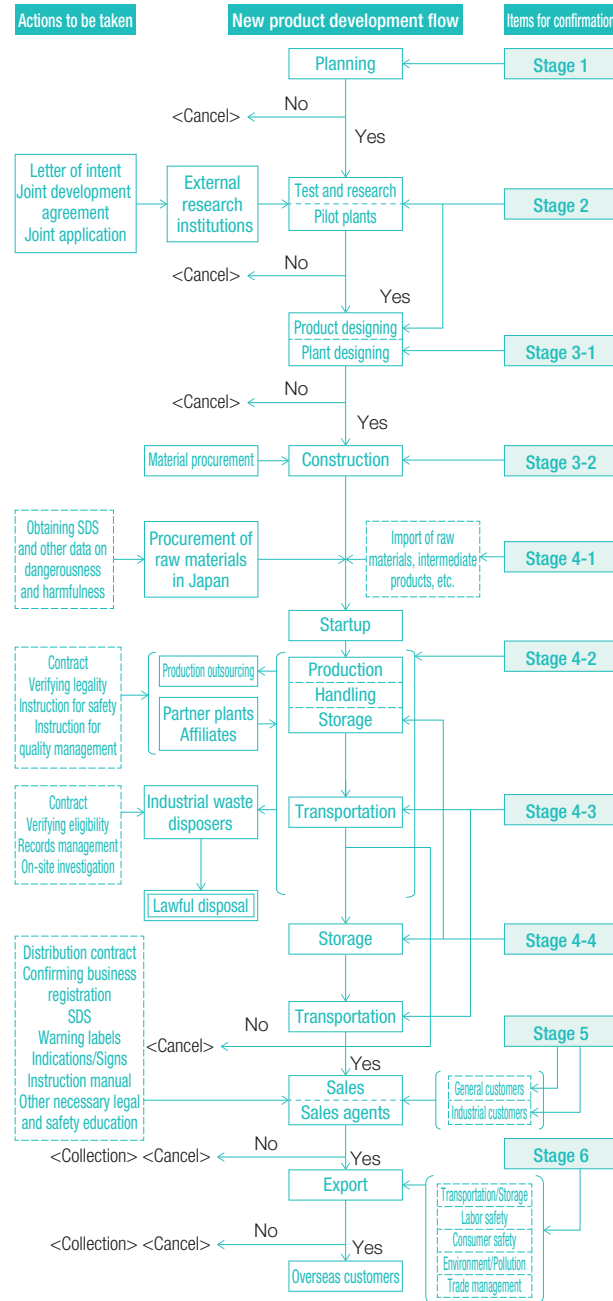 Actions to be taken
New product development flow
Items for confirmation
Planning
Stage 1
No
<Cancel>
Yes
Letter of intent
Joint development
agreement
Joint application
External
research
institutions
Test and research
Pilot plants
Stage 2
No
<Cancel>
Yes
Product designing
Plant designing
Stage 3-1
No
<Cancel>
Yes
Material procurement
Construction
Stage 3-2
Obtaining SDS
and other data on
dangerousness
and harmfulness
Procurement of
raw materials
in Japan
Import of raw
materials, intermediate
products, etc.
Stage 4-1
Startup
Contract
Verifying legality
Instruction for safety
Instruction for
quality management
Production outsourcing
Partner plants
Affiliates
Production
Handling
Storage
Stage 4-2
Contract
Verifying eligibility
Records management
On-site investigation
Industrial waste
disposers
Lawful disposal
Transportation
Stage 4-3
Storage
Stage 4-4
Distribution contract
Confirming business
registration
SDS
Warning labels
Indications/Signs
Instruction manual
Other necessary legal
and safety education
Transportation
No
<Cancel>
Yes
Stage 5
Sales
Sales agents
General customers
Industrial customers
No
<Collection> <Cancel>
Yes
Stage 6
Export
Transportation/Storage
Labor safety
Consumer safety
Environment/Pollution
Trade management
No
<Collection> <Cancel>
Yes
Overseas customers